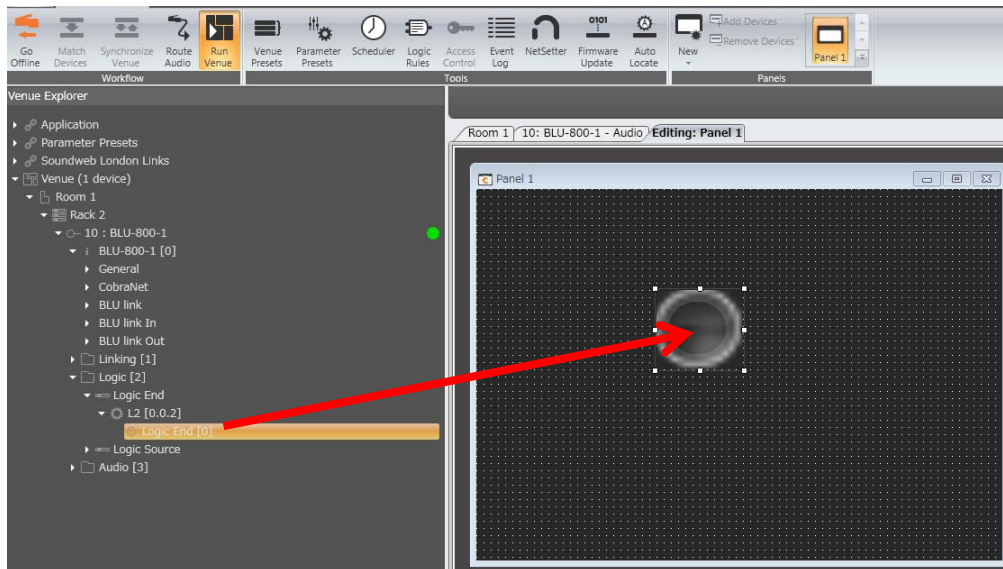 Go Offline
Match Devices
Synchronize Venue
Route Audio
Run Venue
Venue Presets
Parameter Presets
Scheduler
Logic Rules
Access Control
Event Log
NetSetter
0101
Firmware Update
Auto Locate
New
Add Devices
Remove Devices
Panel 1
Workflow
Tools
Panels
Venue Explorer
Application
Parameter Presets
Soundweb London Links
Venue (1 device)
Room 1
Rack 2
10 : BLU-800-1
BLU-800-1 [0]
General
CobraNet
BLU link
BLU link In
BLU link Out
Linking [1]
Logic [2]
Logic End
L2 [0.0.2]
Logic End [0]
Logic Source
Audio [3]
Room 1
10: BLU-800-1 - Audio
Editing: Panel 1
Panel 1